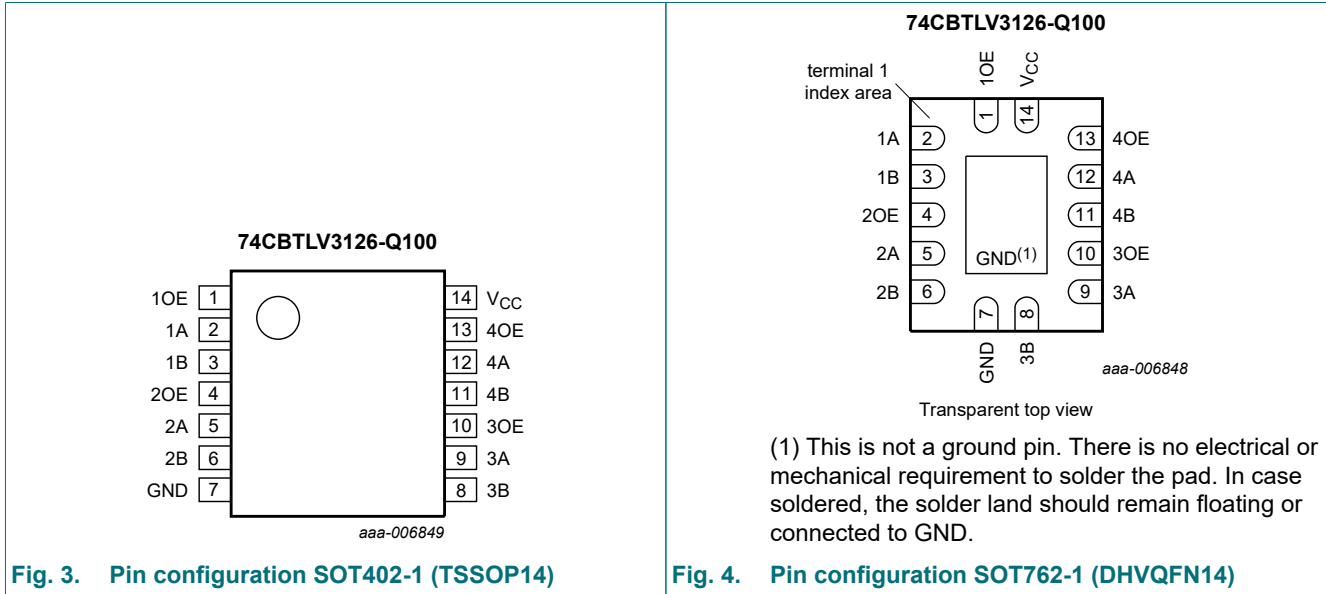 74CBTLV3126-Q100
1OE 1
1A 2
1B 3
2OE 4
2A 5
2B 6
GND 7
14 VCC
13 4OE
12 4A
11 4B
10 3OE
9 3A
8 3B
aaa-006849
Fig. 3. Pin configuration SOT402-1 (TSSOP14)
74CBTLV3126-Q100
terminal 1
index area
1OE
VCC
1
14
1A 2
1B 3
2OE 4
2A 5
2B 6
13 4OE
12 4A
11 4B
10 3OE
9 3A
GND(1)
7
8
GND
3B
aaa-006848
Transparent top view
(1) This is not a ground pin. There is no electrical or
mechanical requirement to solder the pad. In case
soldered, the solder land should remain floating or
connected to GND.
Fig. 4. Pin configuration SOT762-1 (DHVQFN14)